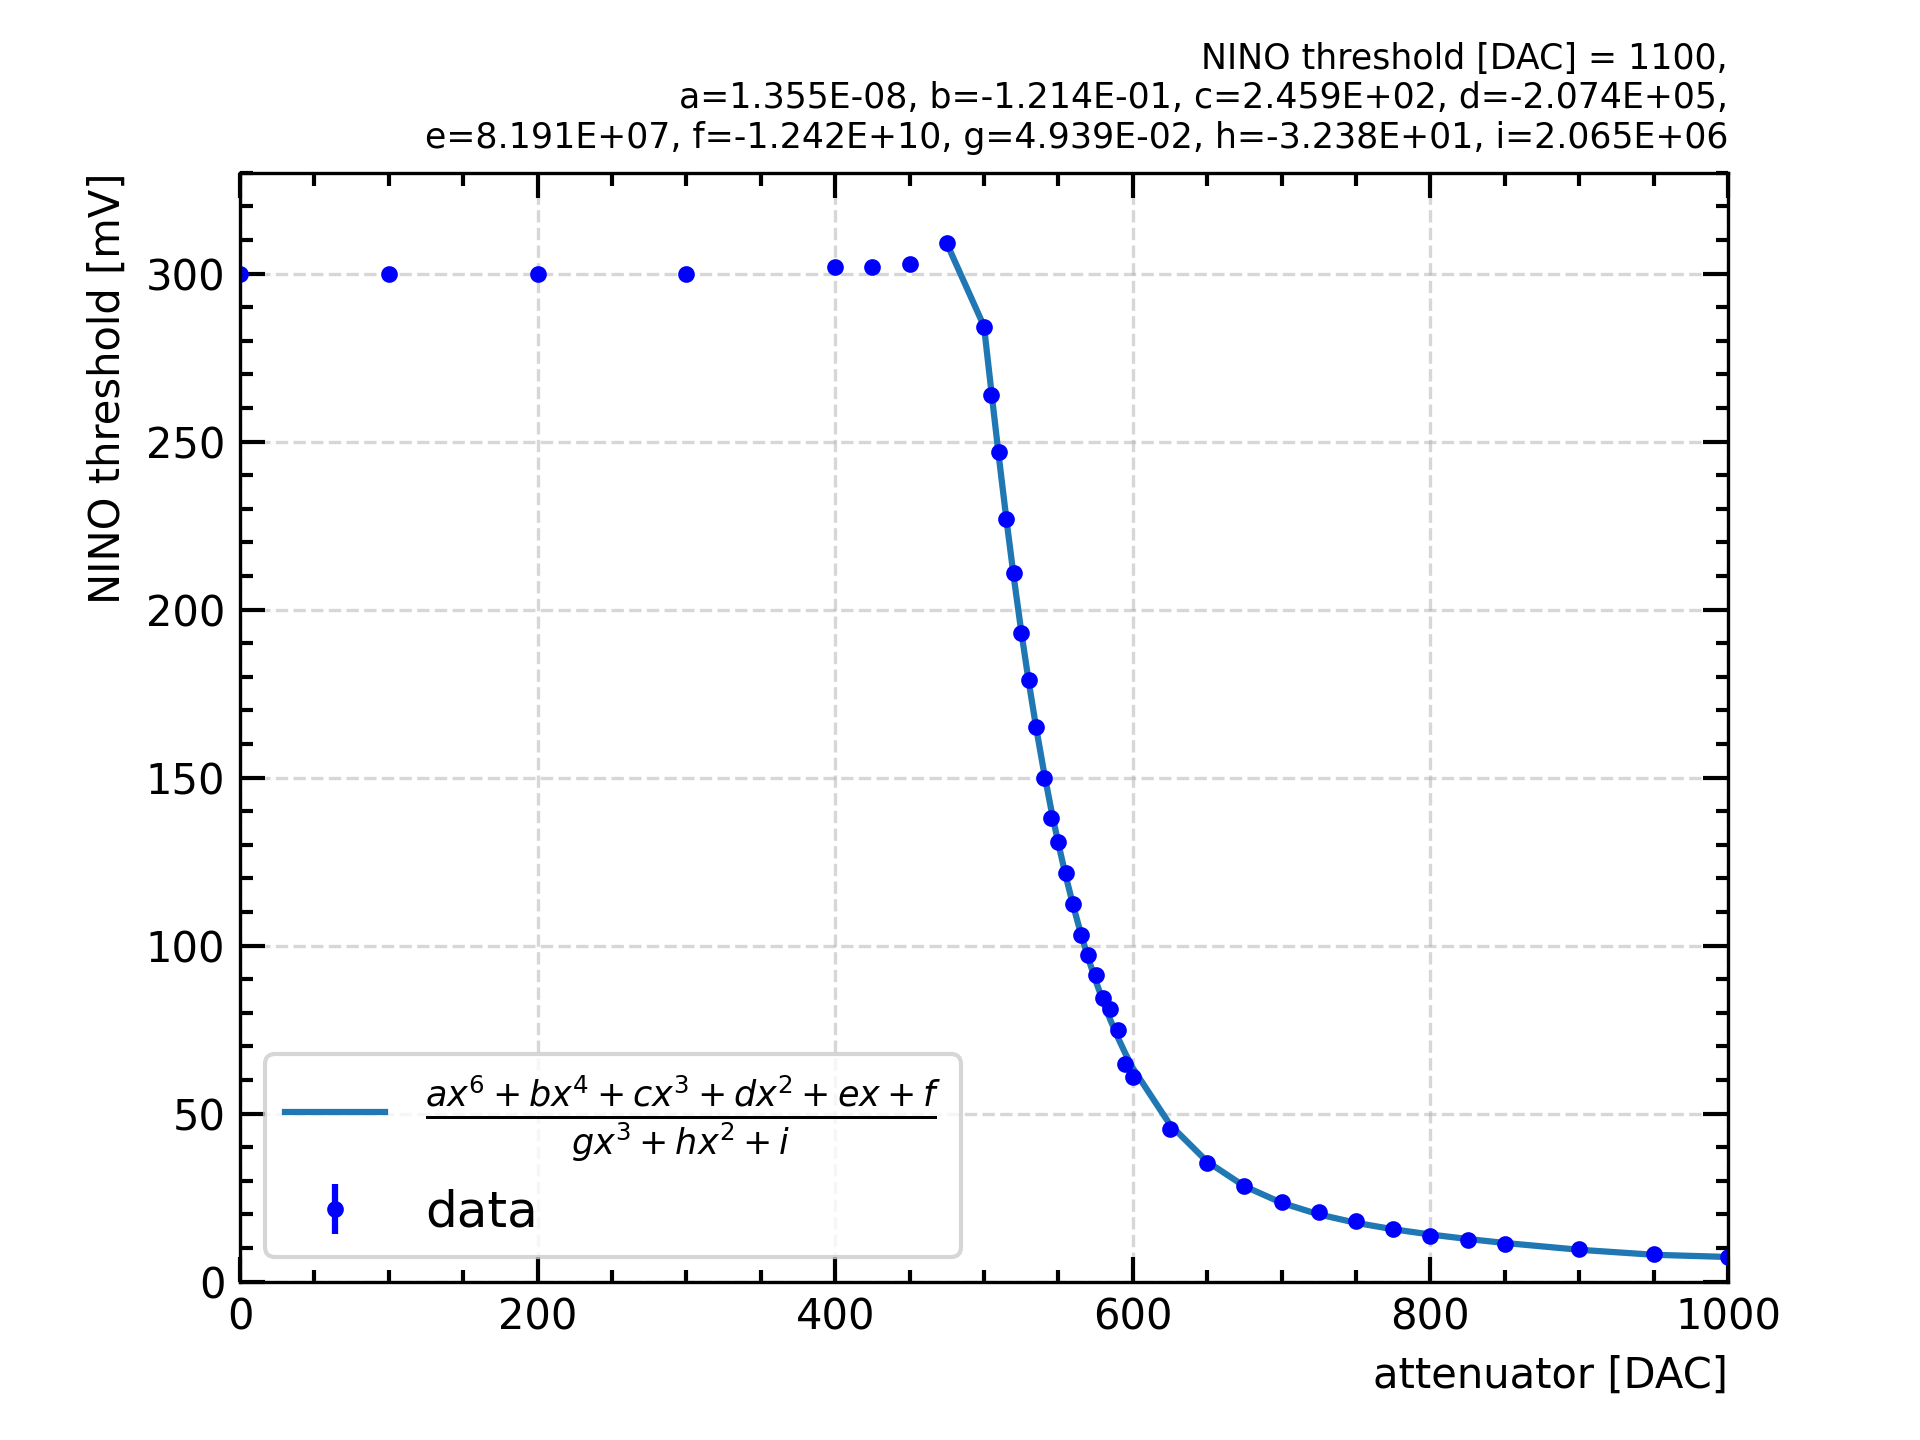 NINO threshold [DAC] = 1100,
a=1.355E-08, b=-1.214E-01, c=2.459E+02, d=-2.074E+05,
e=8.191E+07, f=-1.242E+10, g=4.939E-02, h=-3.238E+01, i=2.065E+06
NINO threshold [mV]
300
250
200
150
100
50
0
ax⁶ + bx⁴ + cx³ + dx² + ex + f
gx³ + hx² + i
data
0 200 400 600 800 1000
attenuator [DAC]